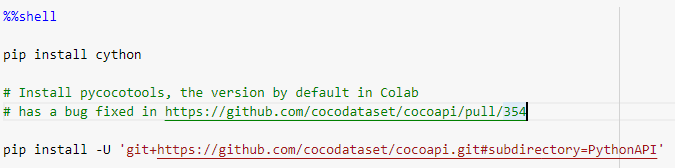 %%shell
pip install cython
# Install pycocotools, the version by default in Colab
# has a bug fixed in https://github.com/cocodataset/cocoapi/pull/354
pip install -U 'git+https://github.com/cocodataset/cocoapi.git#subdirectory=PythonAPI'